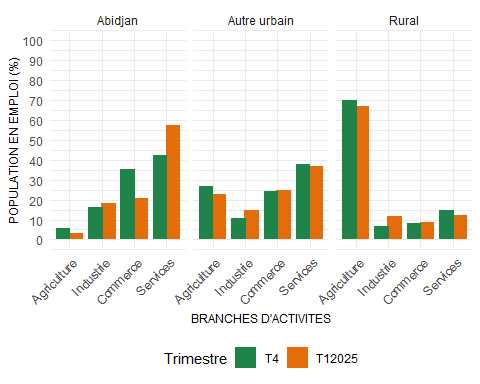 Abidjan Autre urbain Rural
POPULATION EN EMPLOI (%)
100
90
80
70
60
50
40
30
20
10
0
Agriculture Industrie Commerce Services Agriculture Industrie Commerce Services Agriculture Industrie Commerce Services
BRANCHES D'ACTIVITES
Trimestre T4 T12025